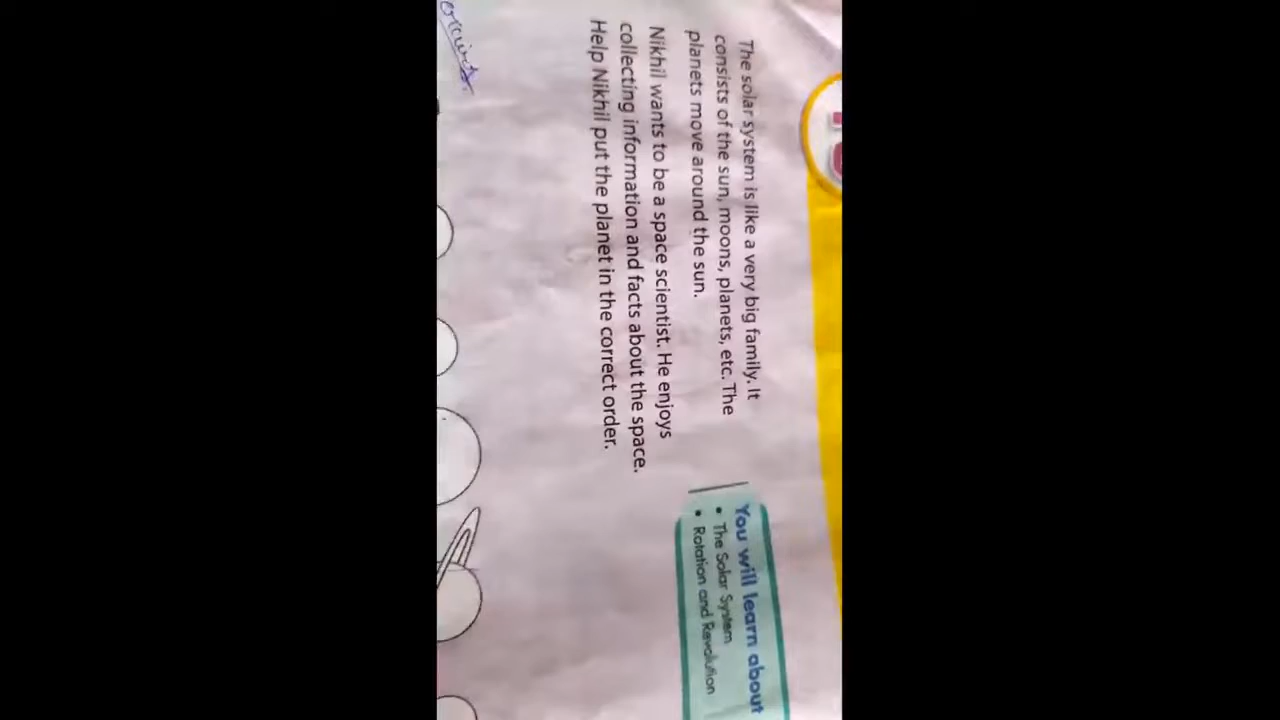 The solar system is like a very big family. It
consists of the sun, moons, planets, etc. The
planets move around the sun.
Nikhil wants to be a space scientist. He enjoys
collecting information and facts about the space.
Help Nikhil put the planet in the correct order.
You will learn about
• The Solar System
• Rotation and Revolution